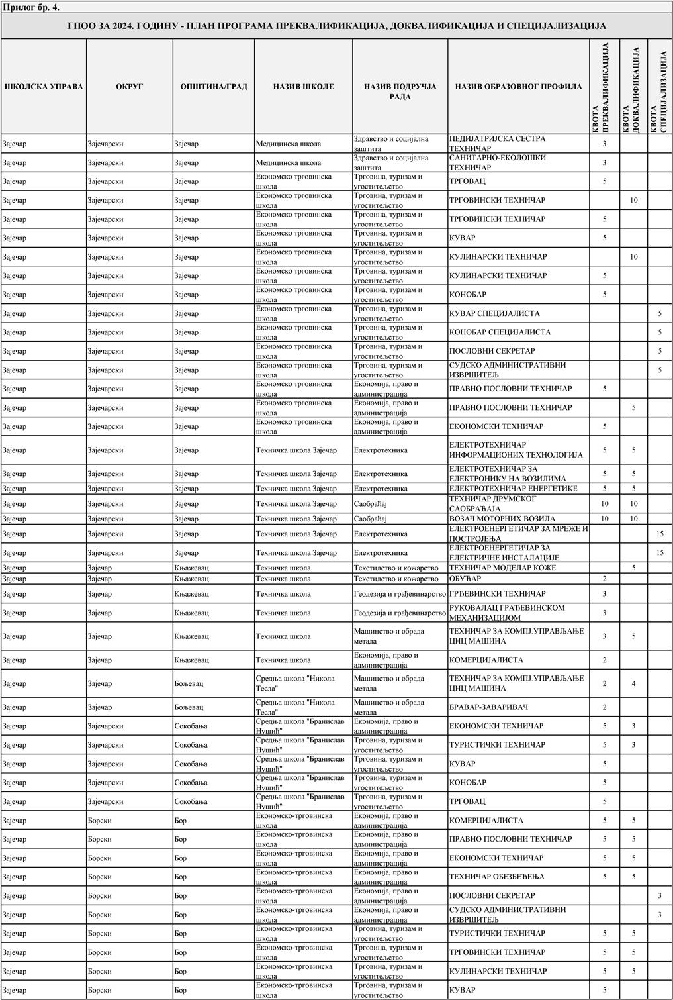 Прилог бр. 4.
ГПОО ЗА 2024. ГОДИНУ - ПЛАН ПРОГРАМА ПРЕКВАЛИФИКАЦИЈА, ДОКВАЛИФИКАЦИЈА И СПЕЦИЈАЛИЗАЦИЈА
ШКОЛСКА УПРАВА ОКРУГ ОПШТИНА/ГРАД НАЗИВ ШКОЛЕ НАЗИВ ПОДРУЧЈА РАДА НАЗИВ ОБРАЗОВНОГ ПРОФИЛА КВОТА ПРЕКВАЛИФИКАЦИЈА КВОТА ДОКВАЛИФИКАЦИЈА КВОТА СПЕЦИЈАЛИЗАЦИЈА
Зајечар Зајечарски Зајечар Медицинска школа Здравство и социјална заштита ПЕДИЈАТРИЈСКА СЕСТРА ТЕХНИЧАР 3
Зајечар Зајечарски Зајечар Медицинска школа Здравство и социјална заштита САНИТАРНО-ЕКОЛОШКИ ТЕХНИЧАР 3
Зајечар Зајечарски Зајечар Економско трговинска школа Трговина, туризам и угоститељство ТРГОВАЦ 5
Зајечар Зајечарски Зајечар Економско трговинска школа Трговина, туризам и угоститељство ТРГОВИНСКИ ТЕХНИЧАР 10
Зајечар Зајечарски Зајечар Економско трговинска школа Трговина, туризам и угоститељство ТРГОВИНСКИ ТЕХНИЧАР 5
Зајечар Зајечарски Зајечар Економско трговинска школа Трговина, туризам и угоститељство КУВАР 5
Зајечар Зајечарски Зајечар Економско трговинска школа Трговина, туризам и угоститељство КУЛИНАРСКИ ТЕХНИЧАР 10
Зајечар Зајечарски Зајечар Економско трговинска школа Трговина, туризам и угоститељство КУЛИНАРСКИ ТЕХНИЧАР 5
Зајечар Зајечарски Зајечар Економско трговинска школа Трговина, туризам и угоститељство КОНОБАР 5
Зајечар Зајечарски Зајечар Економско трговинска школа Трговина, туризам и угоститељство КУВАР СПЕЦИЈАЛИСТА 5
Зајечар Зајечарски Зајечар Економско трговинска школа Трговина, туризам и угоститељство КОНОБАР СПЕЦИЈАЛИСТА 5
Зајечар Зајечарски Зајечар Економско трговинска школа Трговина, туризам и угоститељство ПОСЛОВНИ СЕКРЕТАР 5
Зајечар Зајечарски Зајечар Економско трговинска школа Трговина, туризам и угоститељство СУДСКО АДМИНИСТРАТИВНИ ИЗВРШИТЕЉ 5
Зајечар Зајечарски Зајечар Економско трговинска школа Економија, право и администрација ПРАВНО ПОСЛОВНИ ТЕХНИЧАР 5
Зајечар Зајечарски Зајечар Економско трговинска школа Економија, право и администрација ПРАВНО ПОСЛОВНИ ТЕХНИЧАР 5
Зајечар Зајечарски Зајечар Економско трговинска школа Економија, право и администрација ЕКОНОМСКИ ТЕХНИЧАР 5
Зајечар Зајечарски Зајечар Техничка школа Зајечар Електротехника ЕЛЕКТРОТЕХНИЧАР ИНФОРМАЦИОНИХ ТЕХНОЛОГИЈА 5 5
Зајечар Зајечарски Зајечар Техничка школа Зајечар Електротехника ЕЛЕКТРОТЕХНИЧАР ЗА ЕЛЕКТРОНИКУ НА ВОЗИЛИМА 5 5
Зајечар Зајечарски Зајечар Техничка школа Зајечар Електротехника ЕЛЕКТРОТЕХНИЧАР ЕНЕРГЕТИКЕ 5 5
Зајечар Зајечарски Зајечар Техничка школа Зајечар Саобраћај ТЕХНИЧАР ДРУМСКОГ САОБРАЋАЈА 10 10
Зајечар Зајечарски Зајечар Техничка школа Зајечар Саобраћај ВОЗАЧ МОТОРНИХ ВОЗИЛА 10 10
Зајечар Зајечарски Зајечар Техничка школа Зајечар Електротехника ЕЛЕКТРОЕНЕРГЕТИЧАР ЗА МРЕЖЕ И ПОСТРОЈЕЊА 15
Зајечар Зајечарски Зајечар Техничка школа Зајечар Електротехника ЕЛЕКТРОЕНЕРГЕТИЧАР ЗА ЕЛЕКТРИЧНЕ ИНСТАЛАЦИЈЕ 15
Зајечар Зајечар Књажевац Техничка школа Текстилство и кожарство ТЕХНИЧАР МОДЕЛАР КОЖЕ 5
Зајечар Зајечар Књажевац Техничка школа Текстилство и кожарство ОБУЋАР 2
Зајечар Зајечар Књажевац Техничка школа Геодезија и грађевинарство ГРЂЕВИНСКИ ТЕХНИЧАР 3
Зајечар Зајечар Књажевац Техничка школа Геодезија и грађевинарство РУКОВАЛАЦ ГРАЂЕВИНСКОМ МЕХАНИЗАЦИЈОМ 3
Зајечар Зајечар Књажевац Техничка школа Машинство и обрада метала ТЕХНИЧАР ЗА КОМПЈ.УПРАВЉАЊЕ ЦНЦ МАШИНА 3 5
Зајечар Зајечар Књажевац Техничка школа Економија, право и администрација КОМЕРЦИЈАЛИСТА 2
Зајечар Зајечар Бољевац Средња школа "Никола Тесла" Машинство и обрада метала ТЕХНИЧАР ЗА КОМПЈ.УПРАВЉАЊЕ ЦНЦ МАШИНА 2 4
Зајечар Зајечар Бољевац Средња школа "Никола Тесла" Машинство и обрада метала БРАВАР-ЗАВАРИВАЧ 2
Зајечар Зајечарски Сокобања Средња школа "Бранислав Нушић" Економија, право и администрација ЕКОНОМСКИ ТЕХНИЧАР 5 3
Зајечар Зајечарски Сокобања Средња школа "Бранислав Нушић" Трговина, туризам и угоститељство ТУРИСТИЧКИ ТЕХНИЧАР 5 3
Зајечар Зајечарски Сокобања Средња школа "Бранислав Нушић" Трговина, туризам и угоститељство КУВАР 5
Зајечар Зајечарски Сокобања Средња школа "Бранислав Нушић" Трговина, туризам и угоститељство КОНОБАР 5
Зајечар Зајечарски Сокобања Средња школа "Бранислав Нушић" Трговина, туризам и угоститељство ТРГОВАЦ 5
Зајечар Борски Бор Економско-трговинска школа Економија, право и администрација КОМЕРЦИЈАЛИСТА 5 5
Зајечар Борски Бор Економско-трговинска школа Економија, право и администрација ПРАВНО ПОСЛОВНИ ТЕХНИЧАР 5 5
Зајечар Борски Бор Економско-трговинска школа Економија, право и администрација ЕКОНОМСКИ ТЕХНИЧАР 5 5
Зајечар Борски Бор Економско-трговинска школа Економија, право и администрација ТЕХНИЧАР ОБЕЗБЕЂЕЊА 5 5
Зајечар Борски Бор Економско-трговинска школа Економија, право и администрација ПОСЛОВНИ СЕКРЕТАР 3
Зајечар Борски Бор Економско-трговинска школа Економија, право и администрација СУДСКО АДМИНИСТРАТИВНИ ИЗВРШИТЕЉ 3
Зајечар Борски Бор Економско-трговинска школа Трговина, туризам и угоститељство ТУРИСТИЧКИ ТЕХНИЧАР 5 5
Зајечар Борски Бор Економско-трговинска школа Трговина, туризам и угоститељство ТРГОВИНСКИ ТЕХНИЧАР 5 5
Зајечар Борски Бор Економско-трговинска школа Трговина, туризам и угоститељство КУЛИНАРСКИ ТЕХНИЧАР 5 5
Зајечар Борски Бор Економско-трговинска школа Трговина, туризам и угоститељство КУВАР 5